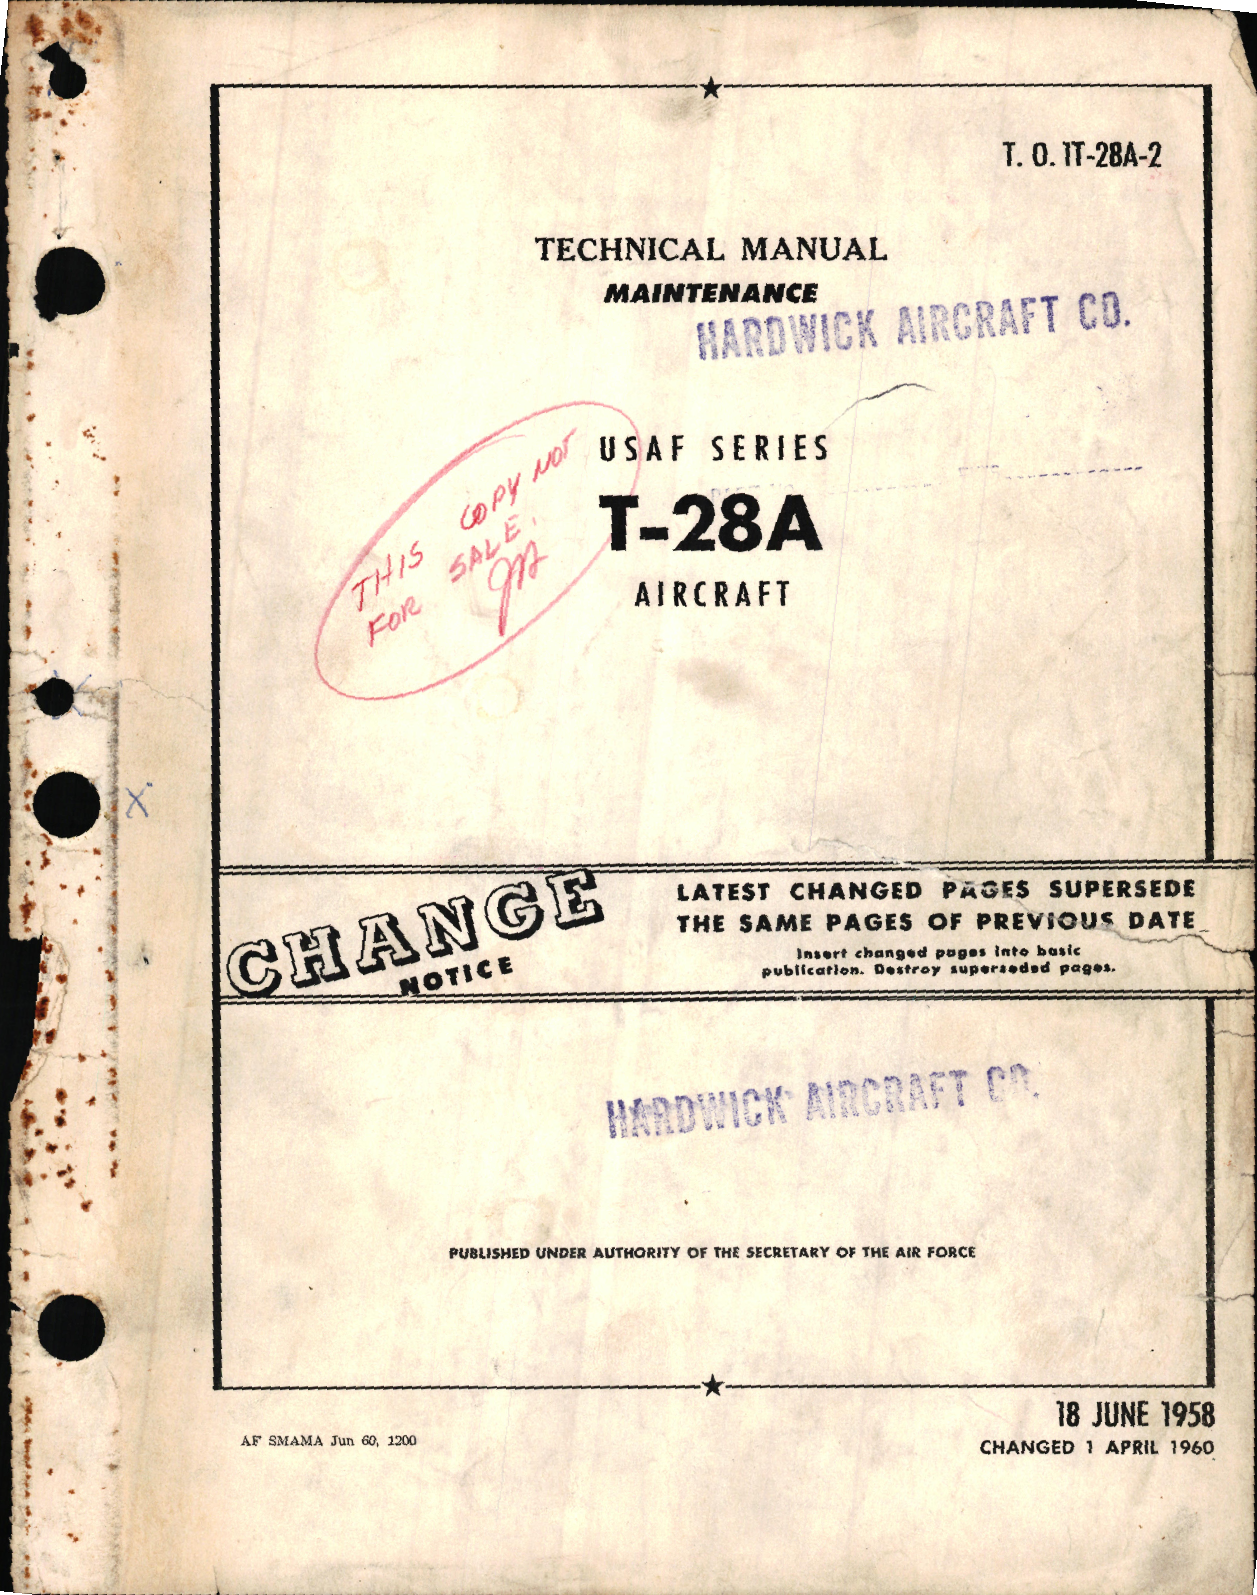 T. O. 1T-28A-2
TECHNICAL MANUAL
MAINTENANCE
HARDWICK AIRCRAFT CO.
USAF SERIES
T-28A
AIRCRAFT
THIS COPY NOT
FOR SALE.
CHANGE
NOTICE
LATEST CHANGED PAGES SUPERSEDE
THE SAME PAGES OF PREVIOUS DATE
Insert changed pages into basic
publication. Destroy superseded pages.
HARDWICK AIRCRAFT CO.
PUBLISHED UNDER AUTHORITY OF THE SECRETARY OF THE AIR FORCE
18 JUNE 1958
CHANGED 1 APRIL 1960
AF SMAMA Jun 60, 1200
X